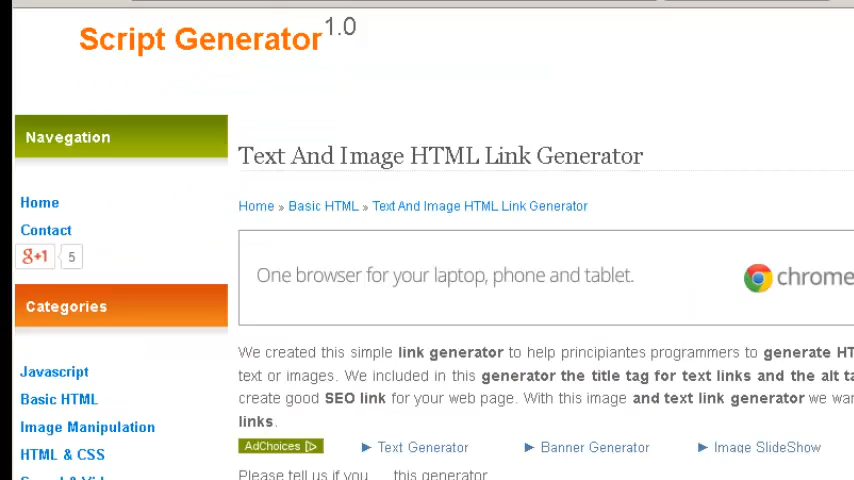 Script Generator 1.0
Navegation
Home
Contact
g+1 5
Categories
Javascript
Basic HTML
Image Manipulation
HTML & CSS
Text And Image HTML Link Generator
Home » Basic HTML » Text And Image HTML Link Generator
One browser for your laptop, phone and tablet.
chrome
We created this simple link generator to help principiantes programmers to generate
text or images. We included in this generator the title tag for text links and the alt
create good SEO link for your web page. With this image and text link generator we
links.
AdChoices Text Generator Banner Generator Image SlideShow
Please tell us if you this generator